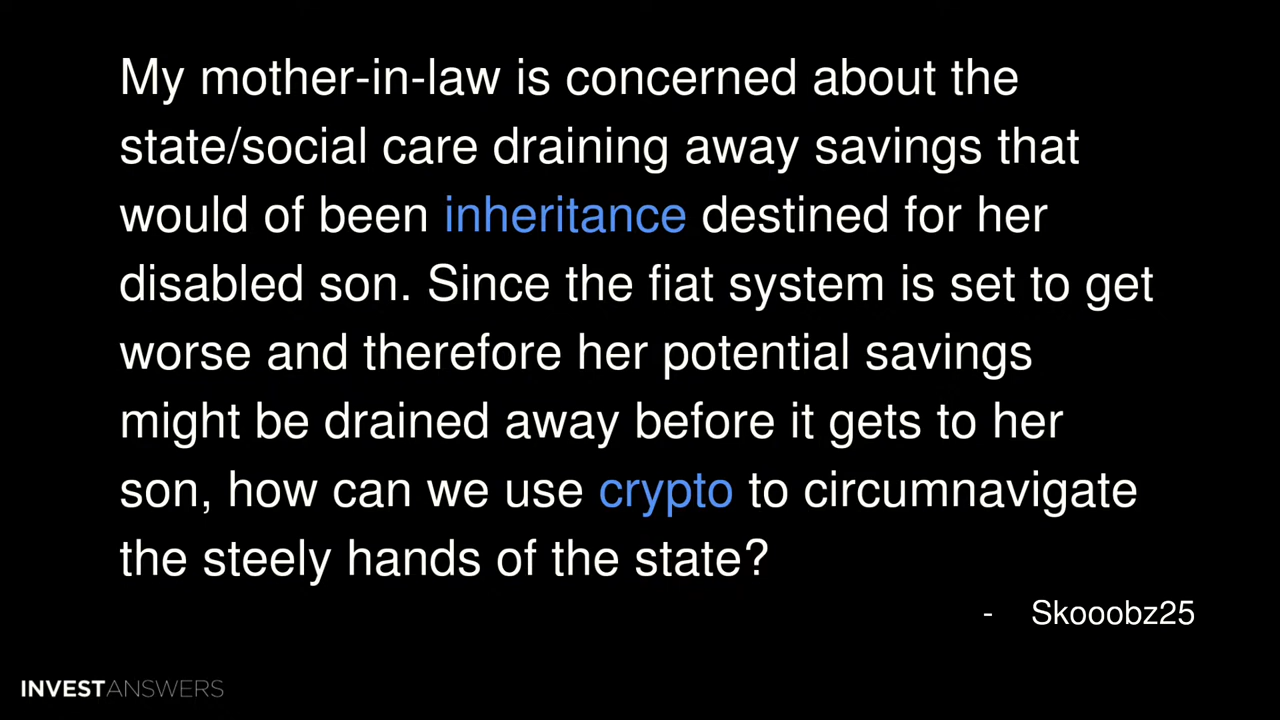 My mother-in-law is concerned about the
state/social care draining away savings that
would of been inheritance destined for her
disabled son. Since the fiat system is set to get
worse and therefore her potential savings
might be drained away before it gets to her
son, how can we use crypto to circumnavigate
the steely hands of the state?
- Skooobz25
INVESTANSWERS